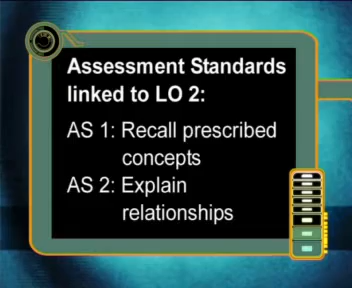 Assessment Standards
linked to LO 2:
AS 1: Recall prescribed
concepts
AS 2: Explain
relationships